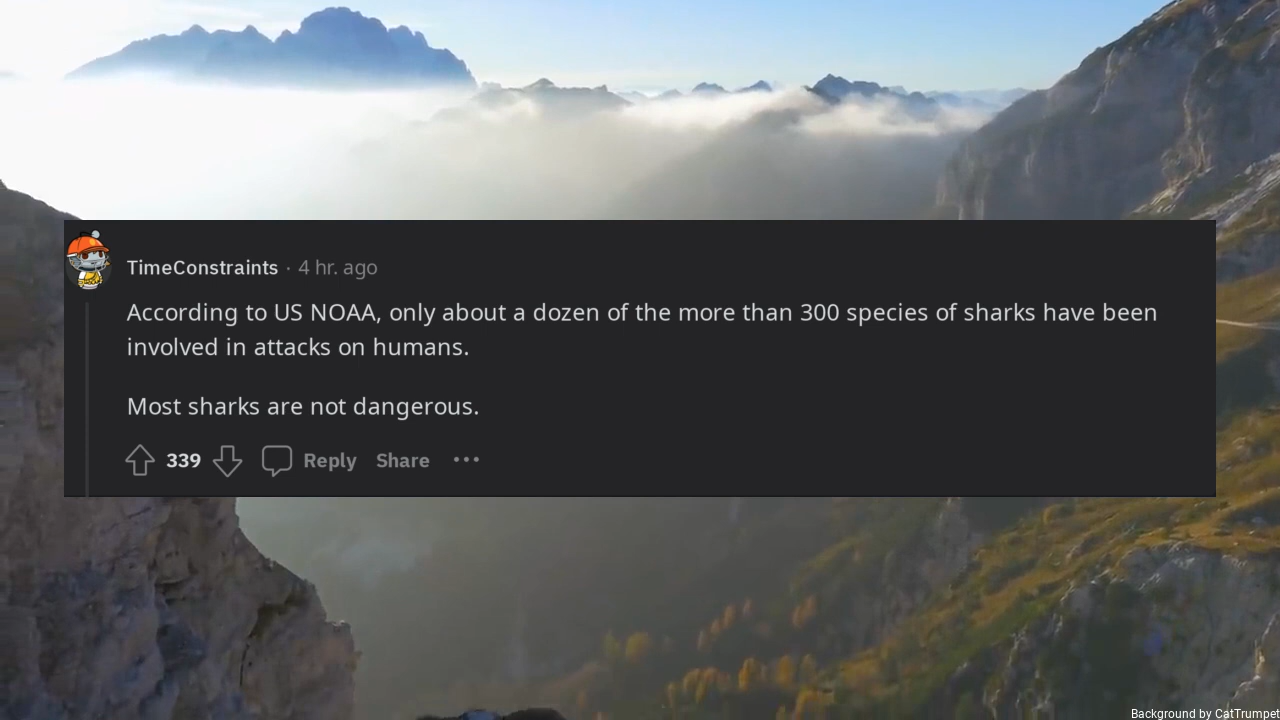 TimeConstraints · 4 hr. ago
According to US NOAA, only about a dozen of the more than 300 species of sharks have been
involved in attacks on humans.
Most sharks are not dangerous.
339 Reply Share ···
Background by CatTrumpet